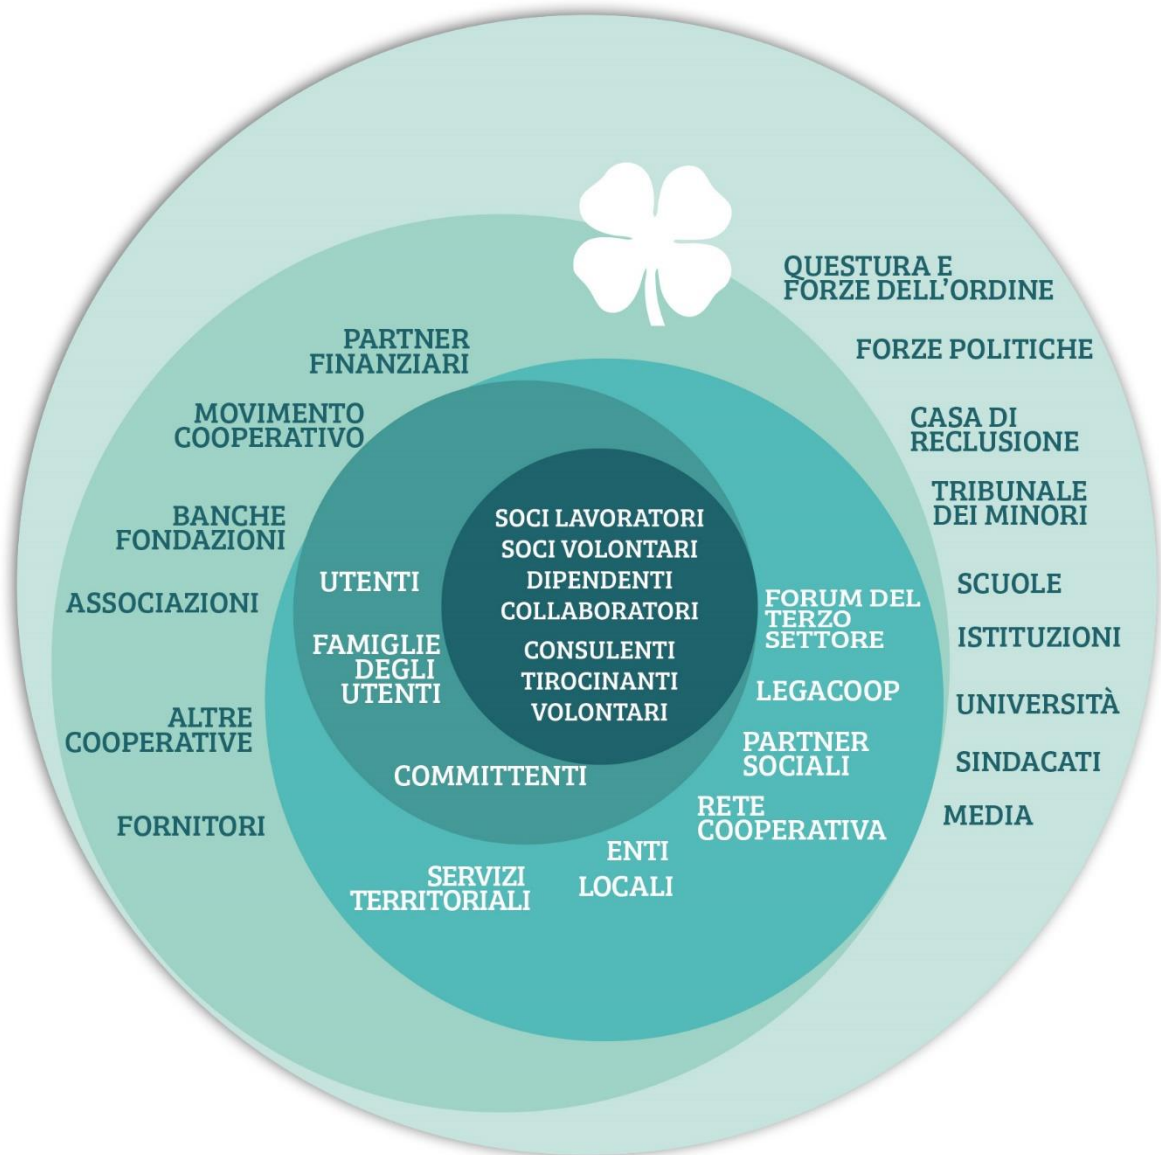 QUESTURA E
FORZE DELL'ORDINE
FORZE POLITICHE
CASA DI
RECLUSIONE
TRIBUNALE
DEI MINORI
SCUOLE
ISTITUZIONI
UNIVERSITÀ
SINDACATI
MEDIA
PARTNER
FINANZIARI
MOVIMENTO
COOPERATIVO
BANCHE
FONDAZIONI
ASSOCIAZIONI
ALTRE
COOPERATIVE
FORNITORI
UTENTI
FAMIGLIE
DEGLI
UTENTI
COMMITTENTI
SOCI LAVORATORI
SOCI VOLONTARI
DIPENDENTI
COLLABORATORI
CONSULENTI
TIROCINANTI
VOLONTARI
FORUM DEL
TERZO
SETTORE
LEGACOOP
PARTNER
SOCIALI
RETE
COOPERATIVA
ENTI
LOCALI
SERVIZI
TERRITORIALI